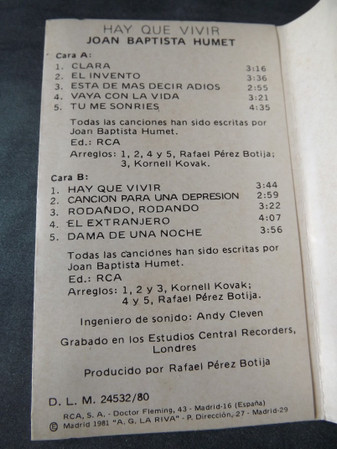 HAY QUE VIVIR
JOAN BAPTISTA HUMET
Cara A:
1. CLARA 3:16
2. EL INVENTO 3:36
3. ESTA DE MAS DECIR ADIOS 2:55
4. VAYA CON LA VIDA 3:21
5. TU ME SONRIES 4:35
Todas las canciones han sido escritas por
Joan Baptista Humet.
Ed.: RCA
Arreglos: 1, 2, 4 y 5, Rafael Pérez Botija;
3, Kornell Kovak.
Cara B:
1. HAY QUE VIVIR 3:44
2. CANCION PARA UNA DEPRESION 2:59
3. RODANDO, RODANDO 3:22
4. EL EXTRANJERO 4:07
5. DAMA DE UNA NOCHE 3:56
Todas las canciones han sido escritas por
Joan Baptista Humet.
Ed.: RCA
Arreglos: 1, 2 y 3, Kornell Kovak;
4 y 5, Rafael Pérez Botija.
Ingeniero de sonido: Andy Cleven
Grabado en los Estudios Central Recorders,
Londres
Producido por Rafael Pérez Botija
D. L. M. 24532/80
RCA, S. A. - Doctor Fleming, 43 - Madrid-16 (España)
Ⓟ Madrid 1981 "A. G. LA RIVA" - P. Dirección, 27 - Madrid-29